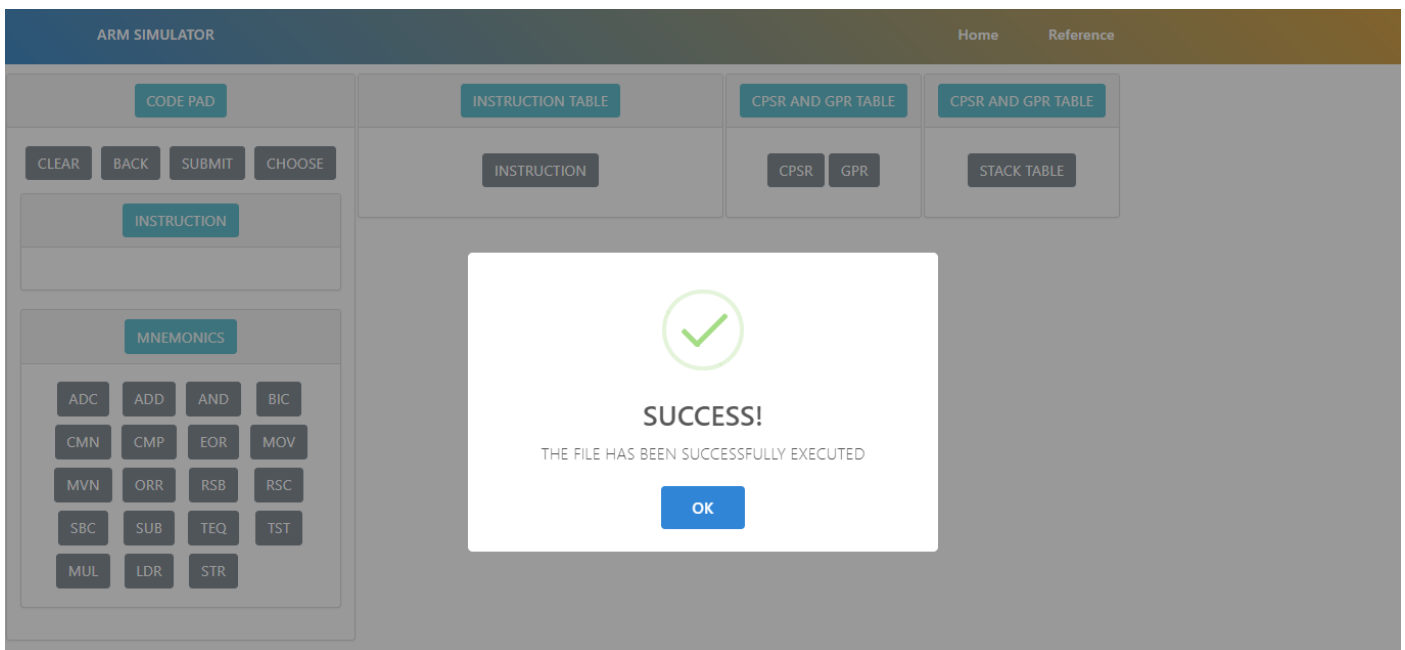 ARM SIMULATOR Home Reference
CODE PAD INSTRUCTION TABLE CPSR AND GPR TABLE CPSR AND GPR TABLE
CLEAR BACK SUBMIT CHOOSE INSTRUCTION CPSR GPR STACK TABLE
INSTRUCTION
MNEMONICS
ADC ADD AND BIC
CMN CMP EOR MOV
MVN ORR RSB RSC
SBC SUB TEQ TST
MUL LDR STR
SUCCESS!
THE FILE HAS BEEN SUCCESSFULLY EXECUTED
OK